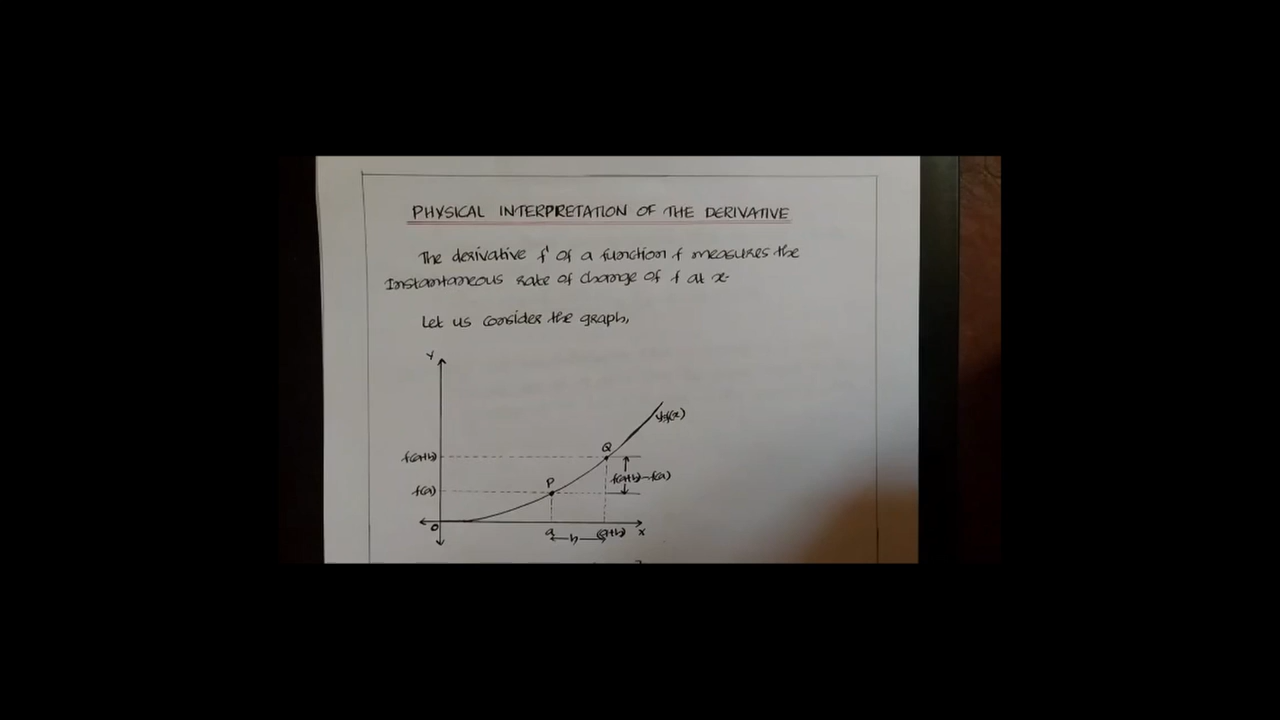 PHYSICAL INTERPRETATION OF THE DERIVATIVE
The derivative f' of a function f measures the
Instantaneous rate of change of f at x.
Let us consider the graph,
Y
y=f(x)
Q
f(a+h)
f(a+h)-f(a)
P
f(a)
O
a
h
(a+h)
X